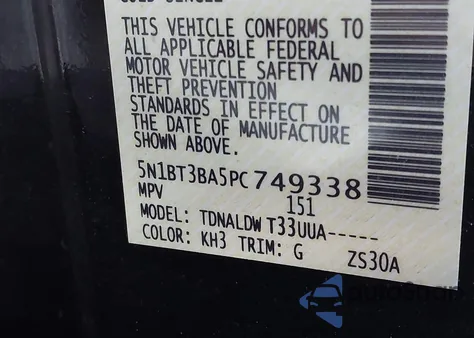 THIS VEHICLE CONFORMS TO
ALL APPLICABLE FEDERAL
MOTOR VEHICLE SAFETY AND
THEFT PREVENTION
STANDARDS IN EFFECT ON
THE DATE OF MANUFACTURE
SHOWN ABOVE.
5N1BT3BA5PC749338
MPV 151
MODEL: TDNALDW T33UUA-----
COLOR: KH3 TRIM: G ZS30A